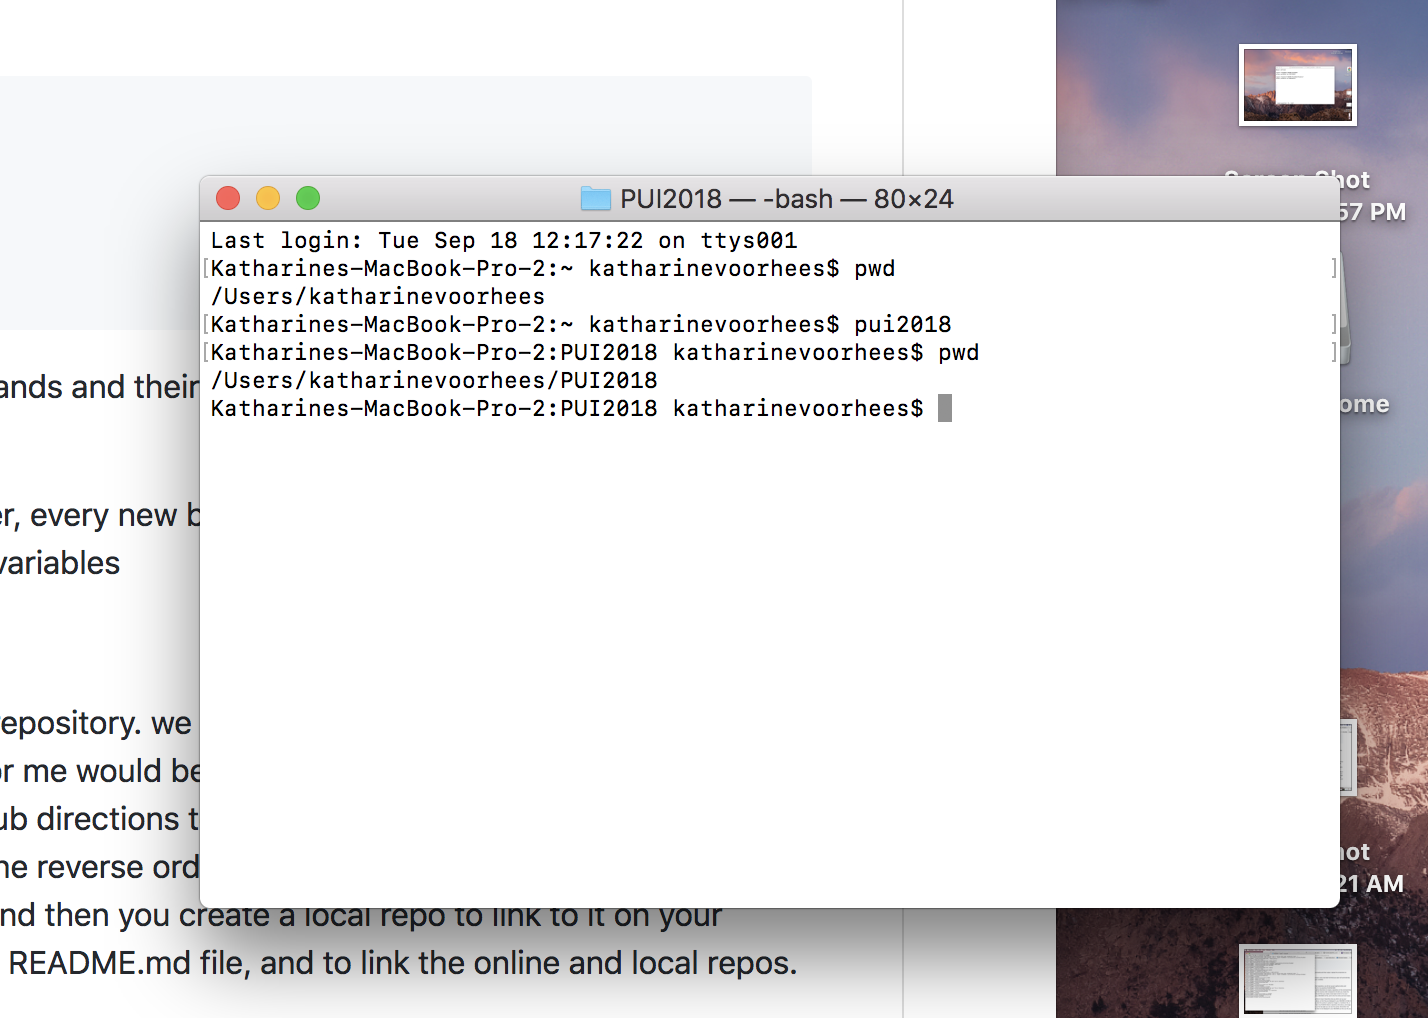 PUI2018 — -bash — 80×24
Last login: Tue Sep 18 12:17:22 on ttys001
[Katharines-MacBook-Pro-2:~ katharinevoorhees$ pwd ]
/Users/katharinevoorhees
[Katharines-MacBook-Pro-2:~ katharinevoorhees$ pui2018 ]
[Katharines-MacBook-Pro-2:PUI2018 katharinevoorhees$ pwd ]
/Users/katharinevoorhees/PUI2018
Katharines-MacBook-Pro-2:PUI2018 katharinevoorhees$
ands and their
er, every new b
variables
epository. we
or me would be
ub directions t
he reverse ord
nd then you create a local repo to link to it on your
README.md file, and to link the online and local repos.
Screen Shot
57 PM
ome
hot
21 AM